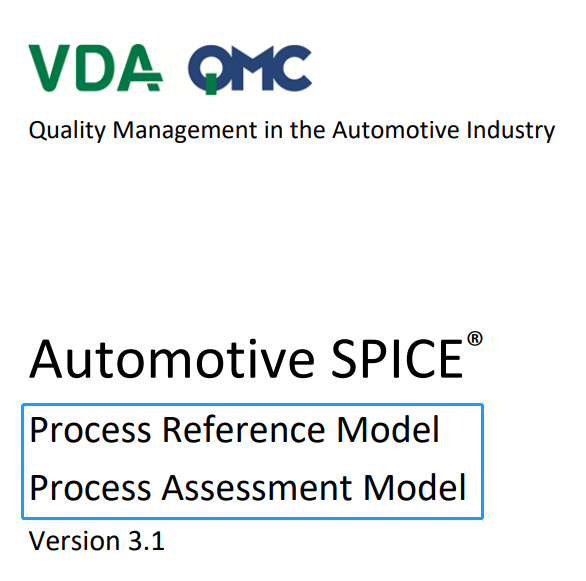 VDA QMC
Quality Management in the Automotive Industry
Automotive SPICE®
Process Reference Model
Process Assessment Model
Version 3.1